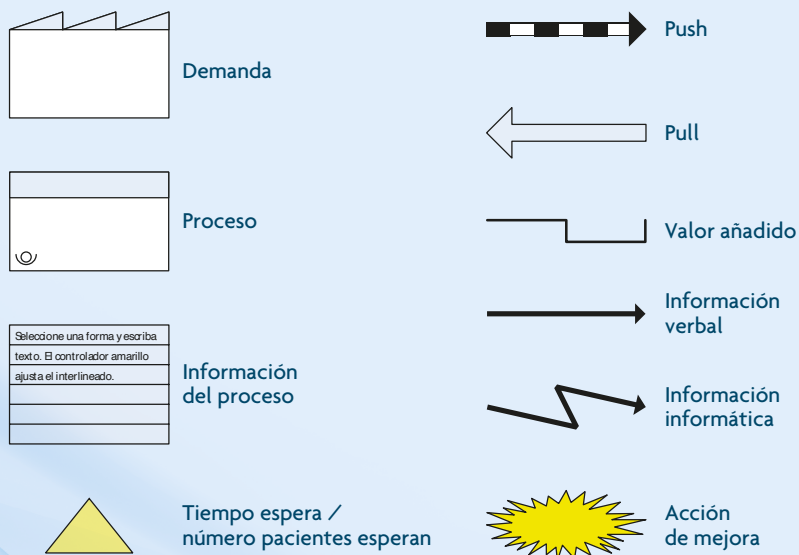 Demanda
Proceso
Seleccione una forma y escriba
texto. El controlador amarillo
ajusta el interlineado.
Información
del proceso
Tiempo espera /
número pacientes esperan
Push
Pull
Valor añadido
Información
verbal
Información
informática
Acción
de mejora